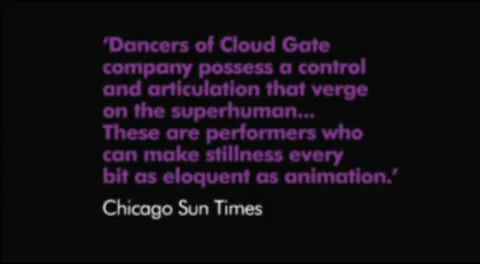 ‘Dancers of Cloud Gate
company possess a control
and articulation that verge
on the superhuman...
These are performers who
can make stillness every
bit as eloquent as animation.’
Chicago Sun Times